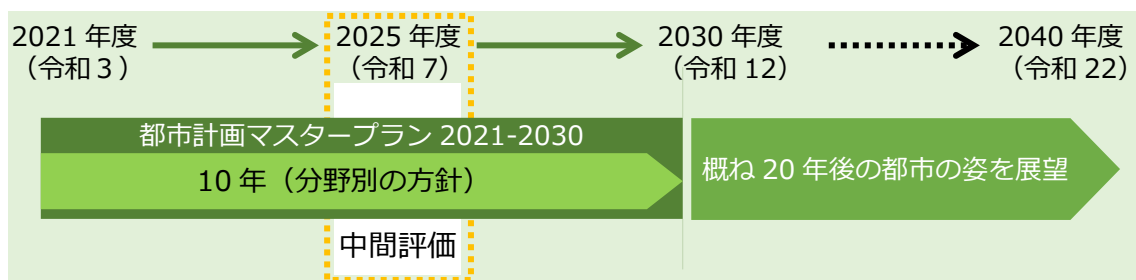 2021 年度 2025 年度 2030 年度 2040 年度
（令和３） （令和 7） （令和 12） （令和 22）
都市計画マスタープラン 2021-2030
10 年（分野別の方針）
概ね 20 年後の都市の姿を展望
中間評価